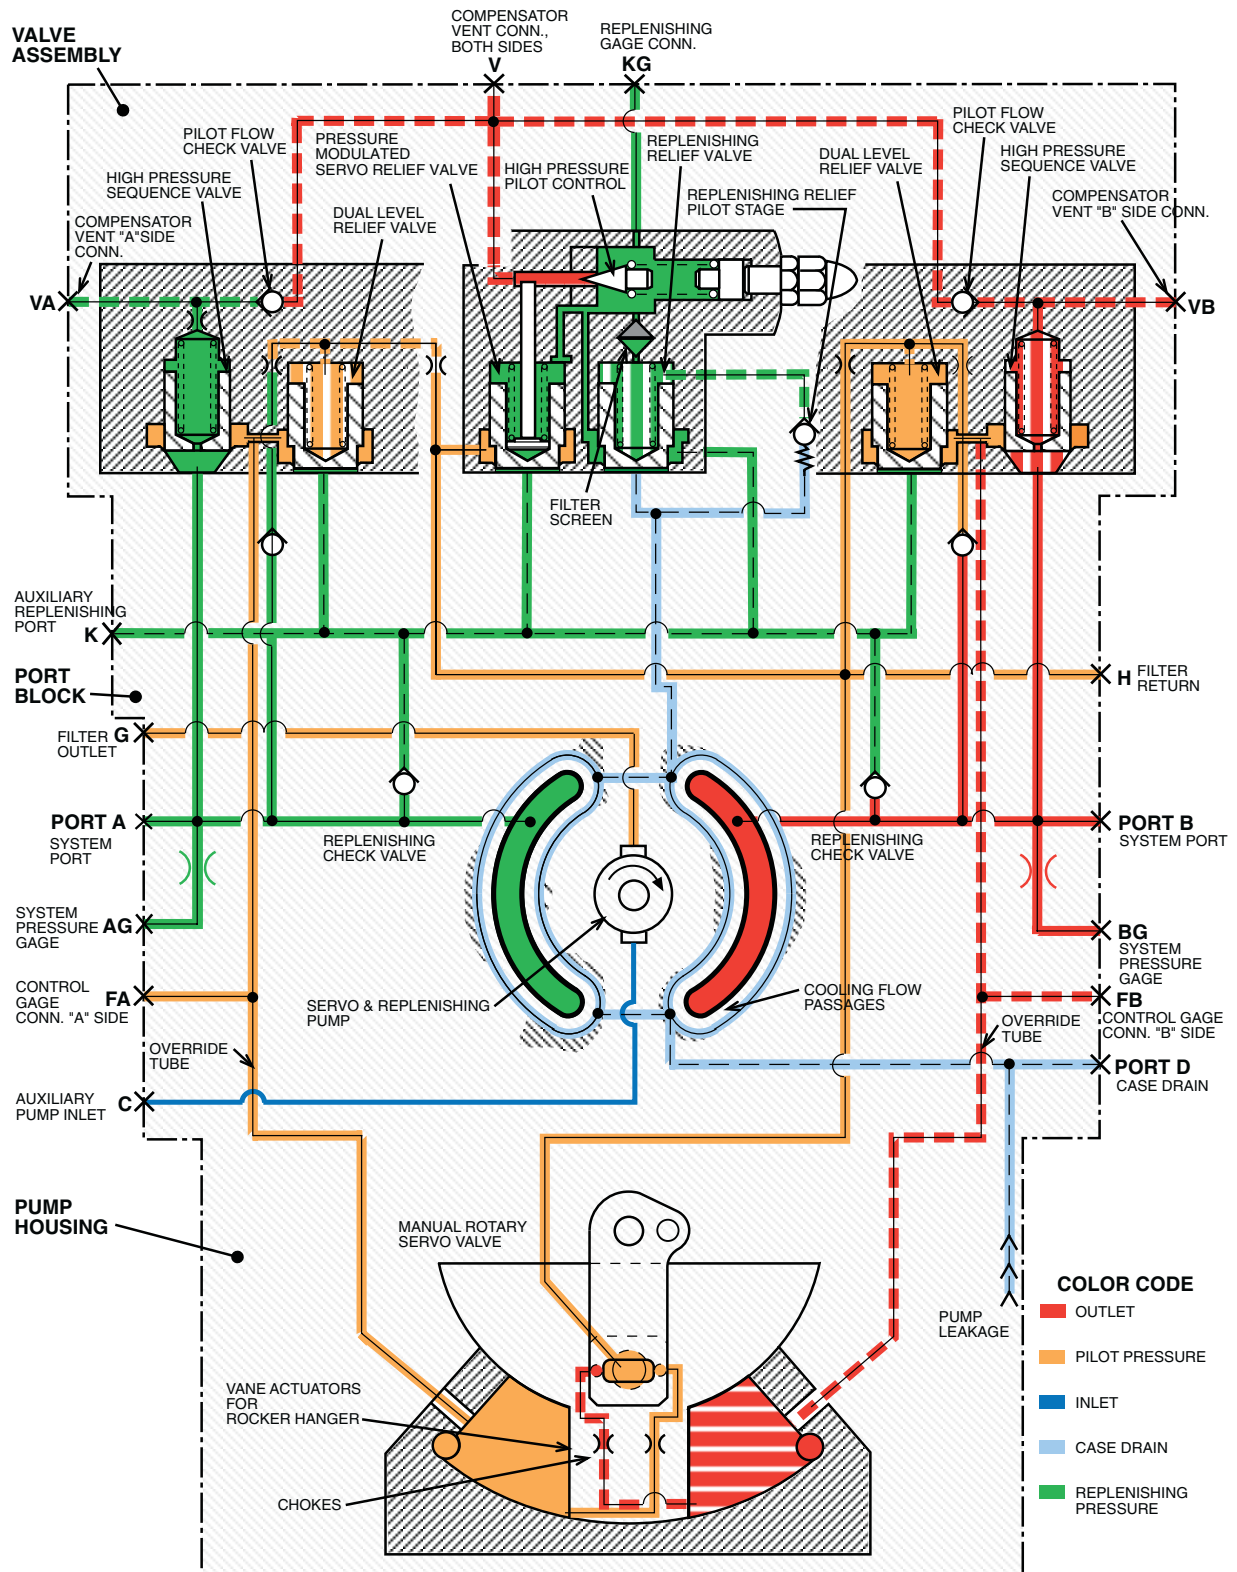 VALVE
ASSEMBLY
COMPENSATOR
VENT CONN.,
BOTH SIDES
V
REPLENISHING
GAGE CONN.
KG
PILOT FLOW
CHECK VALVE
PRESSURE
MODULATED
SERVO RELIEF VALVE
HIGH PRESSURE
PILOT CONTROL
REPLENISHING
RELIEF VALVE
DUAL LEVEL
RELIEF VALVE
PILOT FLOW
CHECK VALVE
HIGH PRESSURE
SEQUENCE VALVE
HIGH PRESSURE
SEQUENCE VALVE
REPLENISHING RELIEF
PILOT STAGE
COMPENSATOR
VENT "B" SIDE CONN.
COMPENSATOR
VENT "A"SIDE
CONN.
DUAL LEVEL
RELIEF VALVE
VA
VB
FILTER
SCREEN
AUXILIARY
REPLENISHING
PORT
K
PORT
BLOCK
H FILTER
RETURN
FILTER
OUTLET
G
PORT A
SYSTEM
PORT
REPLENISHING
CHECK VALVE
REPLENISHING
CHECK VALVE
PORT B
SYSTEM PORT
SYSTEM
PRESSURE
GAGE
AG
BG
SYSTEM
PRESSURE
GAGE
CONTROL
GAGE
CONN. "A" SIDE
FA
SERVO & REPLENISHING
PUMP
COOLING FLOW
PASSAGES
FB
CONTROL GAGE
CONN. "B" SIDE
OVERRIDE
TUBE
OVERRIDE
TUBE
PORT D
CASE DRAIN
AUXILIARY
PUMP INLET
C
PUMP
HOUSING
MANUAL ROTARY
SERVO VALVE
PUMP
LEAKAGE
VANE ACTUATORS
FOR
ROCKER HANGER
CHOKES
COLOR CODE
OUTLET
PILOT PRESSURE
INLET
CASE DRAIN
REPLENISHING
PRESSURE